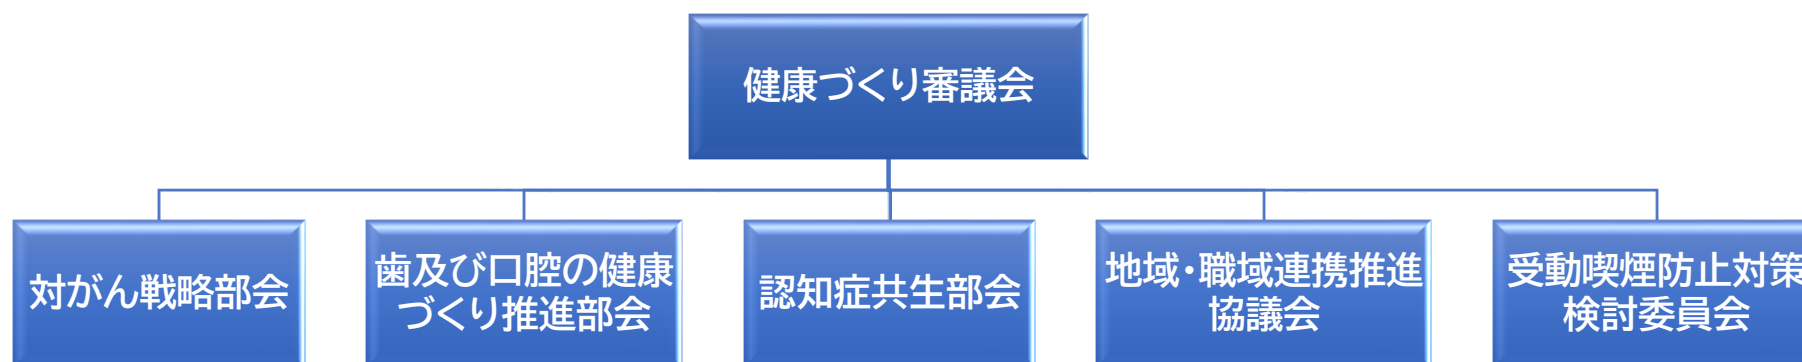 健康づくり審議会
対がん戦略部会
歯及び口腔の健康
づくり推進部会
認知症共生部会
地域・職域連携推進
協議会
受動喫煙防止対策
検討委員会